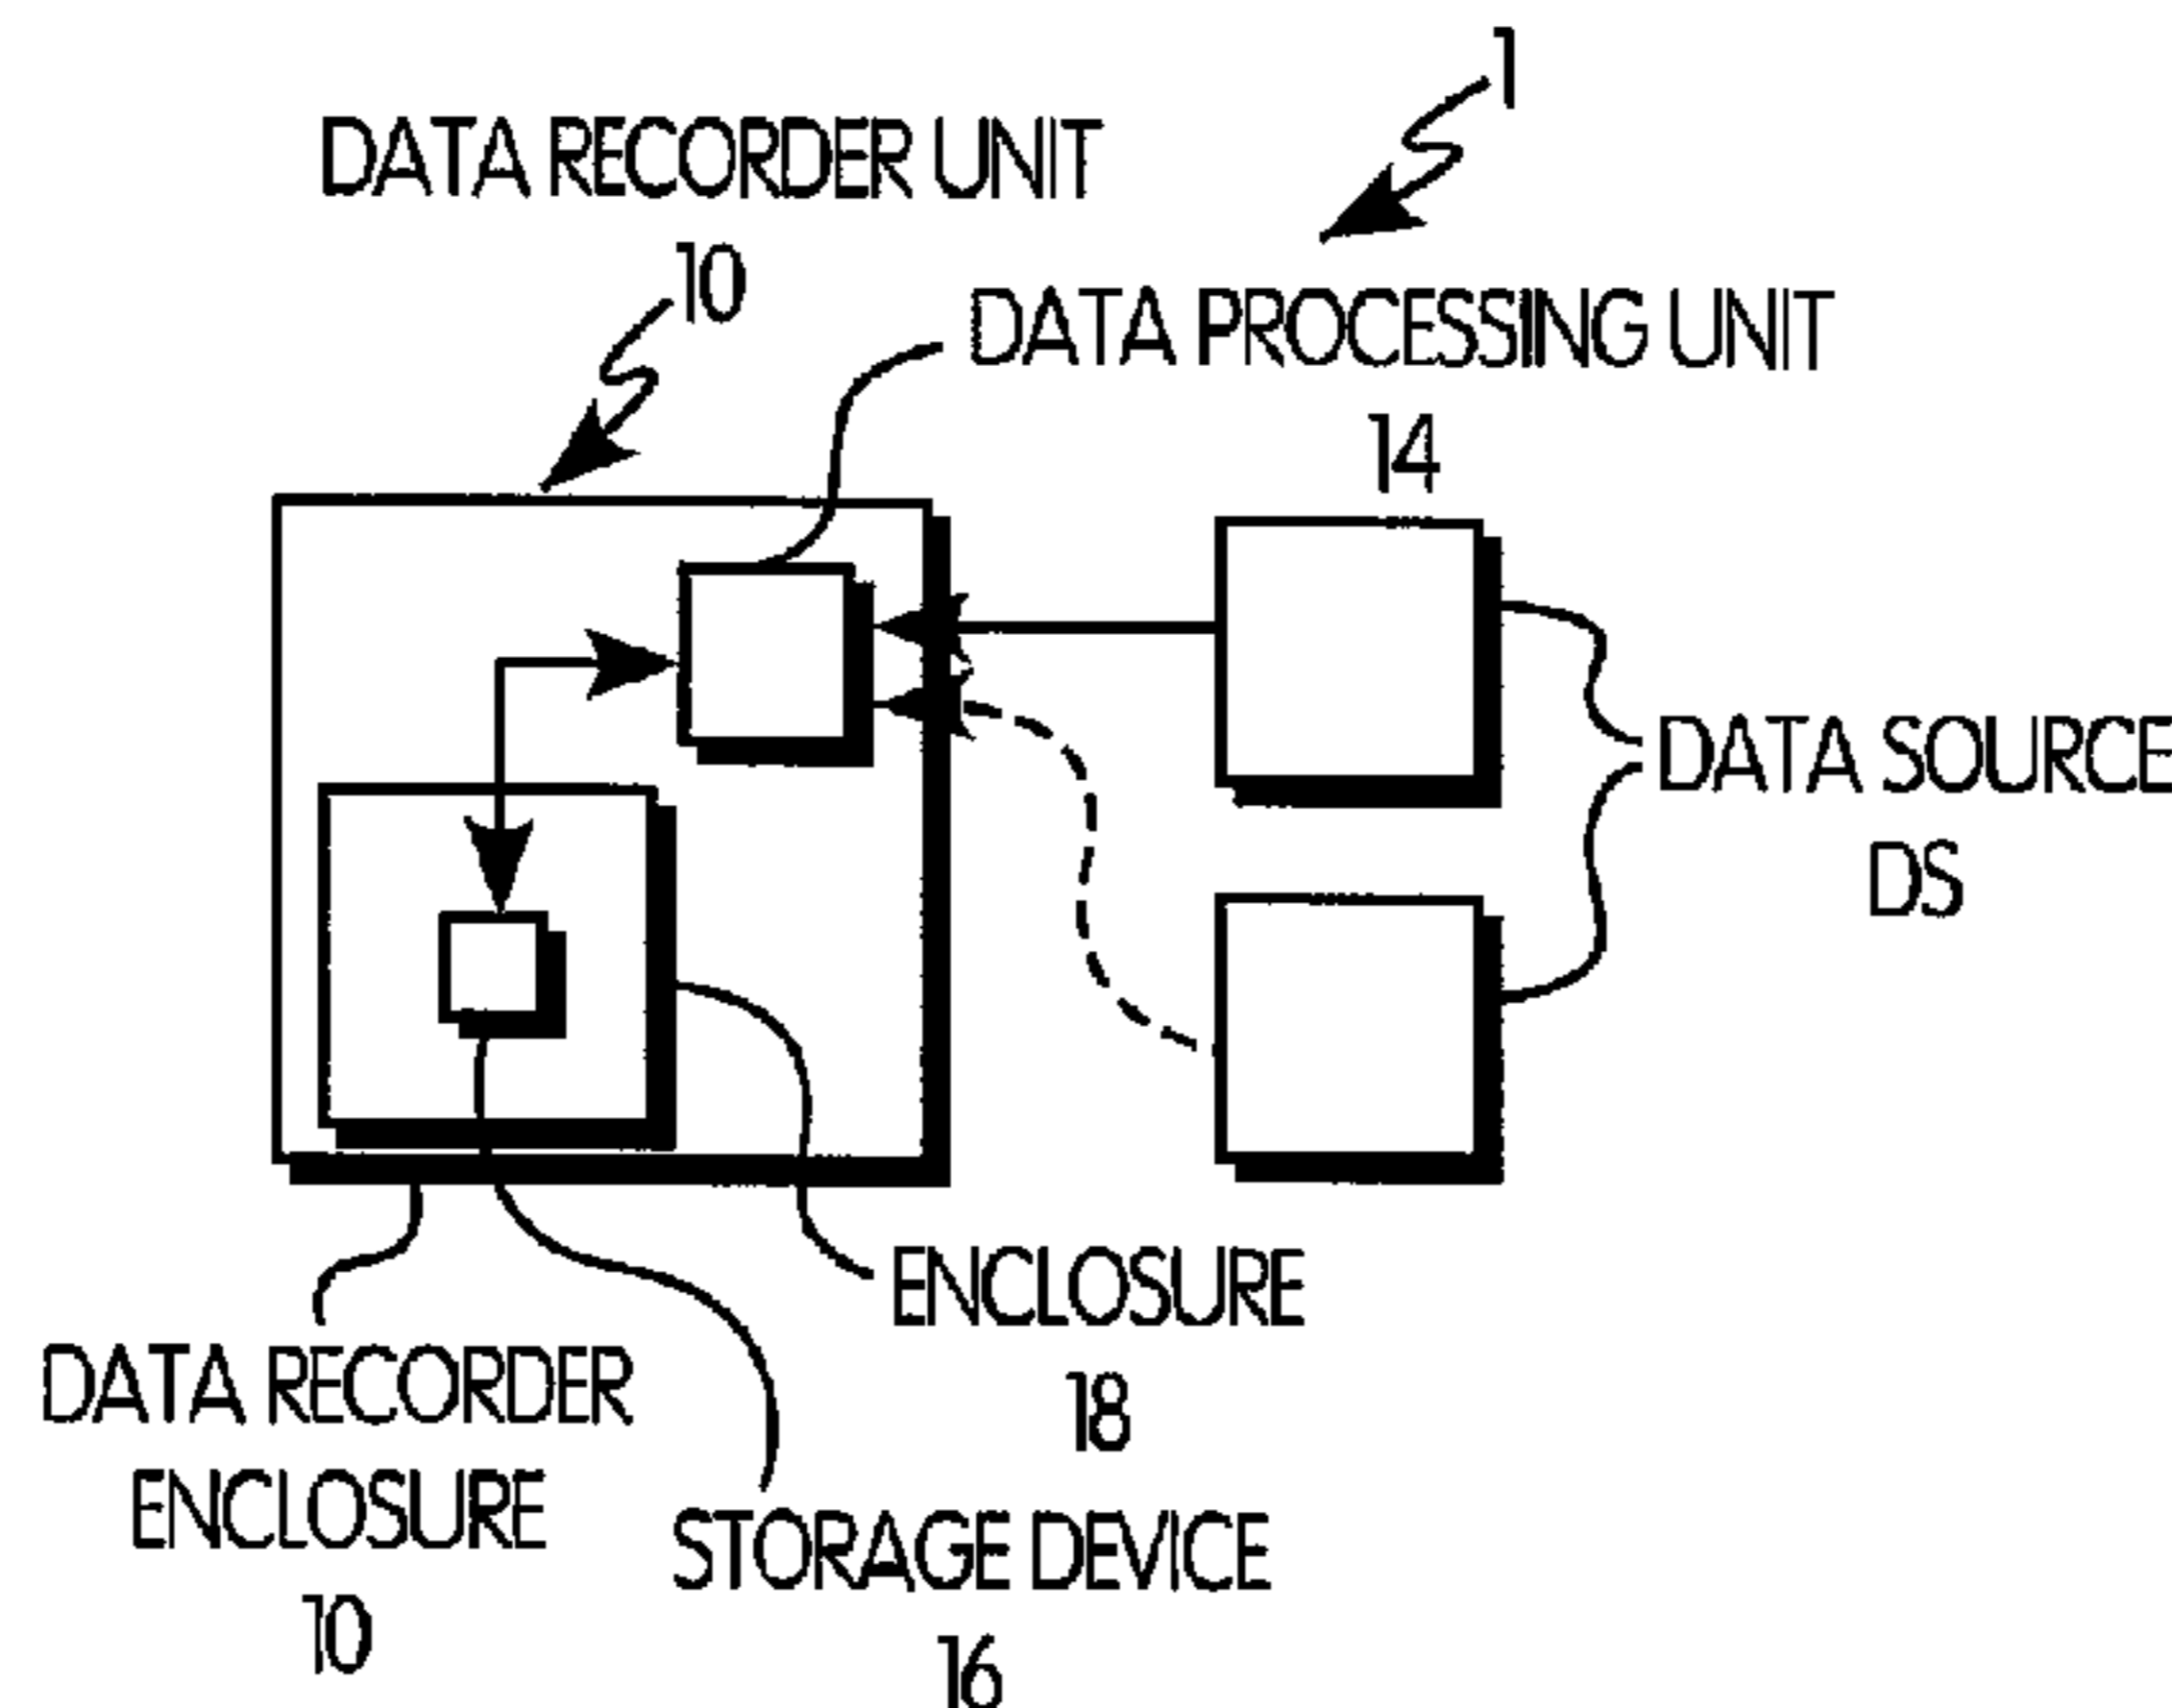 1
DATA RECORDER UNIT
10
DATA PROCESSING UNIT
14
DATA SOURCE
DS
ENCLOSURE
18
DATA RECORDER
ENCLOSURE
10
STORAGE DEVICE
16